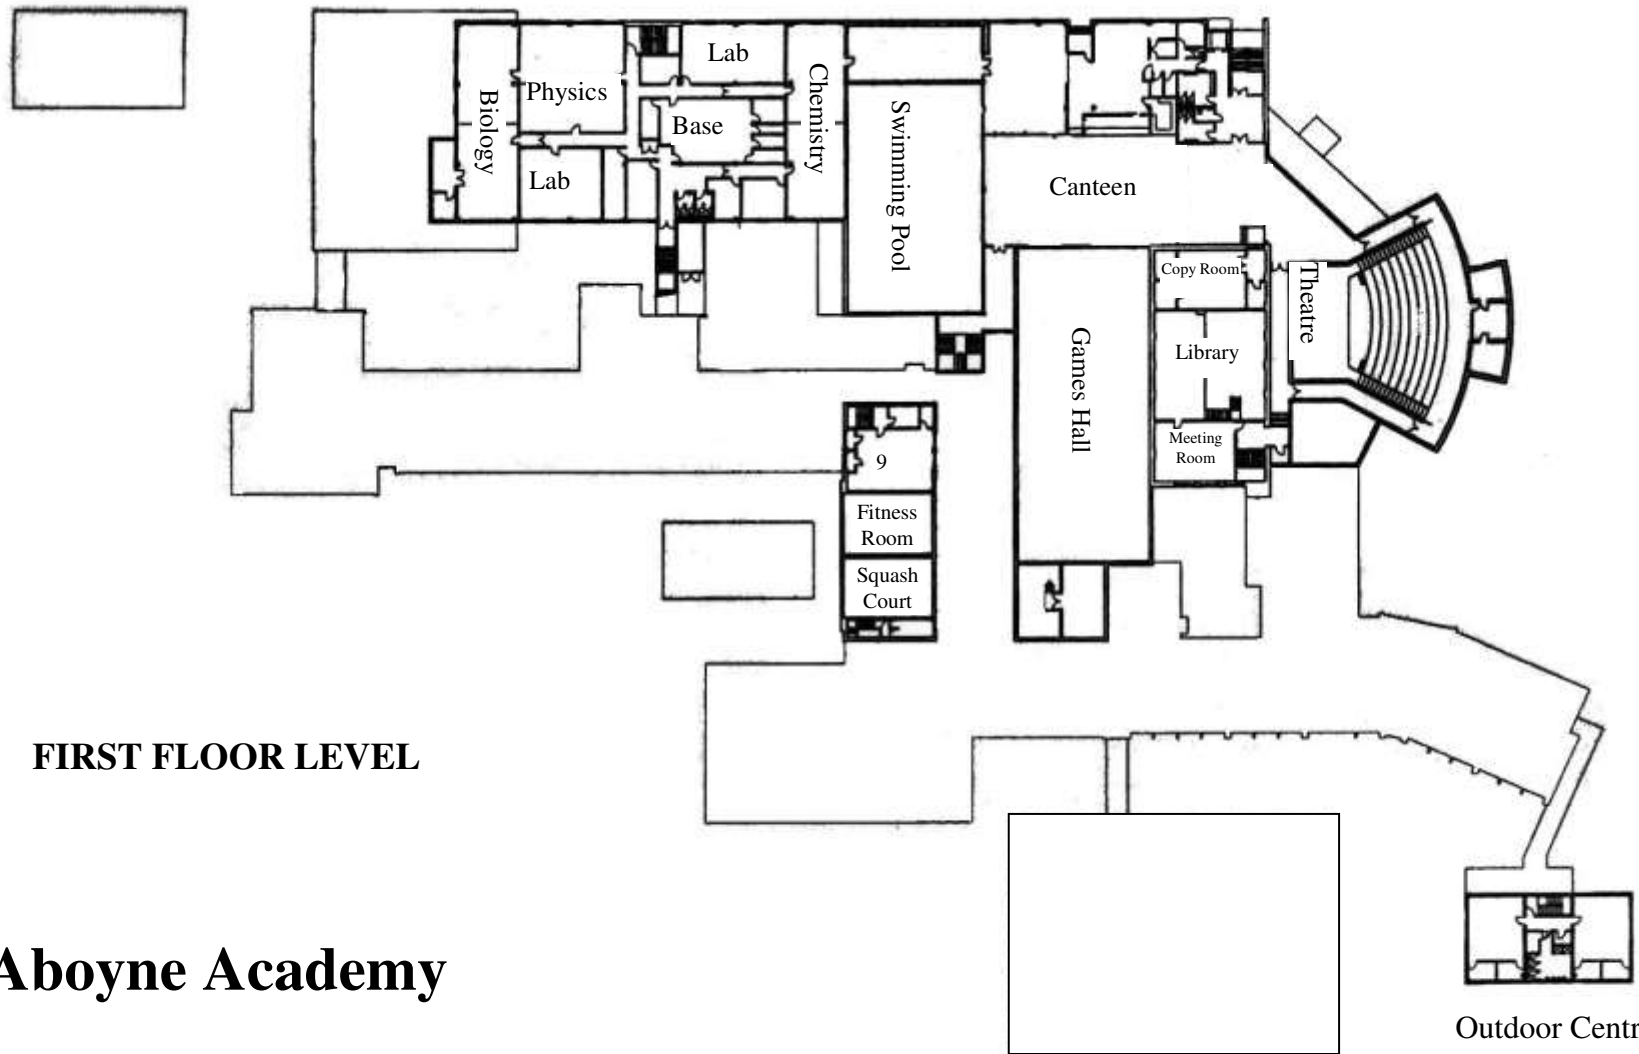 Lab
Physics
Biology
Base
Chemistry
Lab
Swimming Pool
Canteen
Copy Room
Theatre
Library
Games Hall
Meeting
Room
9
Fitness
Room
Squash
Court
FIRST FLOOR LEVEL
Aboyne Academy
Outdoor Centr